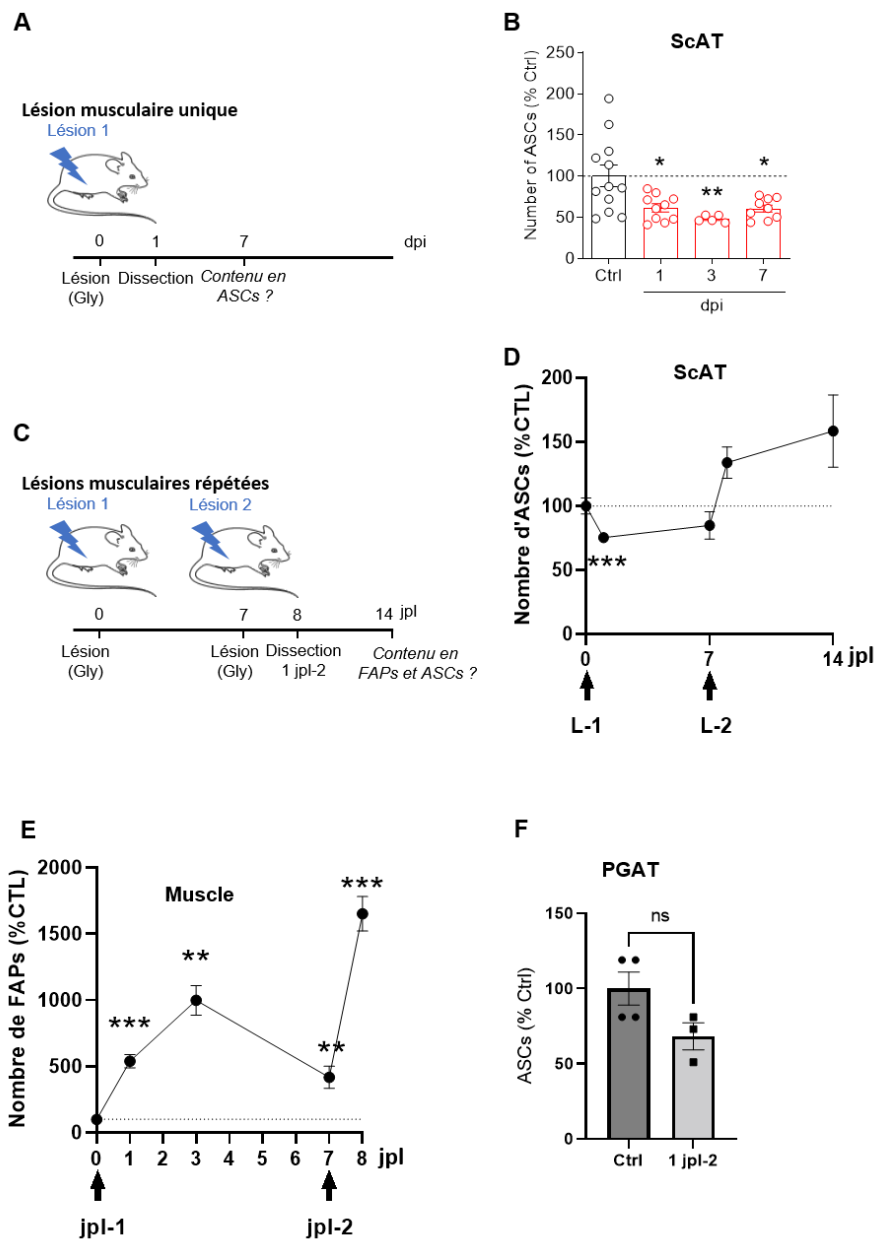 A
Lésion musculaire unique
Lésion 1
0 1 7 dpi
Lésion Dissection Contenu en
(Gly) ASCs ?
B
ScAT
Number of ASCs (% Ctrl)
250
200
150
100
50
0
* ** *
Ctrl 1 3 7
dpi
C
Lésions musculaires répétées
Lésion 1 Lésion 2
0 7 8 14 jpl
Lésion Lésion Dissection Contenu en
(Gly) (Gly) 1 jpl-2 FAPs et ASCs ?
D
ScAT
Nombre d'ASCs (%CTL)
200
150
100
50
0
***
0 7 14 jpl
L-1 L-2
E
Muscle
Nombre de FAPs (%CTL)
2000
1500
1000
500
0
*** ** ** ***
0 1 2 3 4 5 6 7 8 jpl
jpl-1 jpl-2
F
PGAT
ns
ASCs (% Ctrl)
150
100
50
0
Ctrl 1 jpl-2